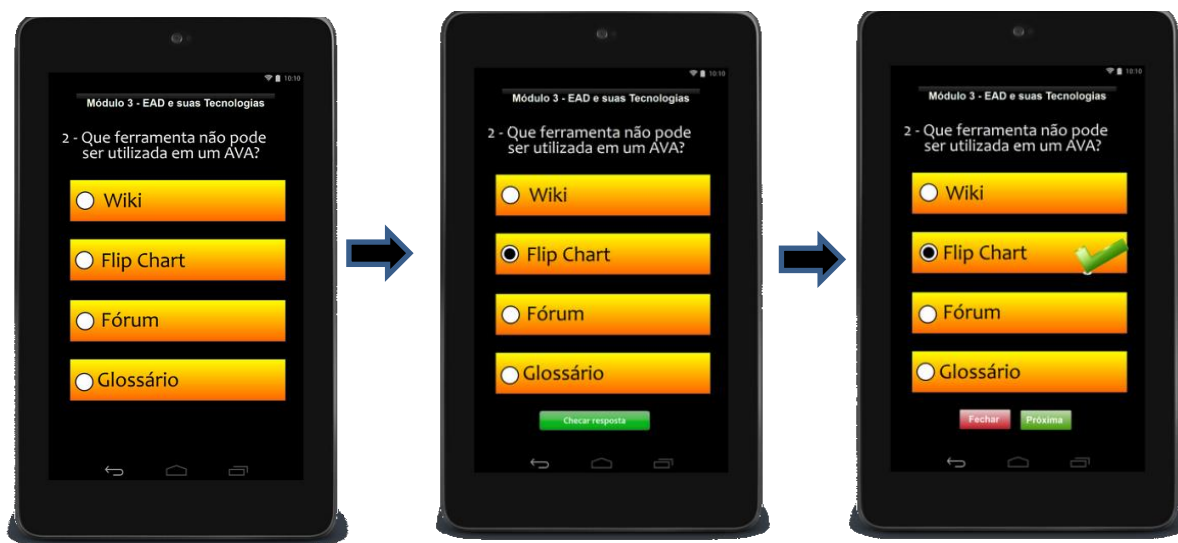 10:10
Módulo 3 - EAD e suas Tecnologias
2 - Que ferramenta não pode
ser utilizada em um AVA?
Wiki
Flip Chart
Fórum
Glossário
10:10
Módulo 3 - EAD e suas Tecnologias
2 - Que ferramenta não pode
ser utilizada em um AVA?
Wiki
Flip Chart
Fórum
Glossário
Checar resposta
10:10
Módulo 3 - EAD e suas Tecnologias
2 - Que ferramenta não pode
ser utilizada em um AVA?
Wiki
Flip Chart
Fórum
Glossário
Fechar Próxima